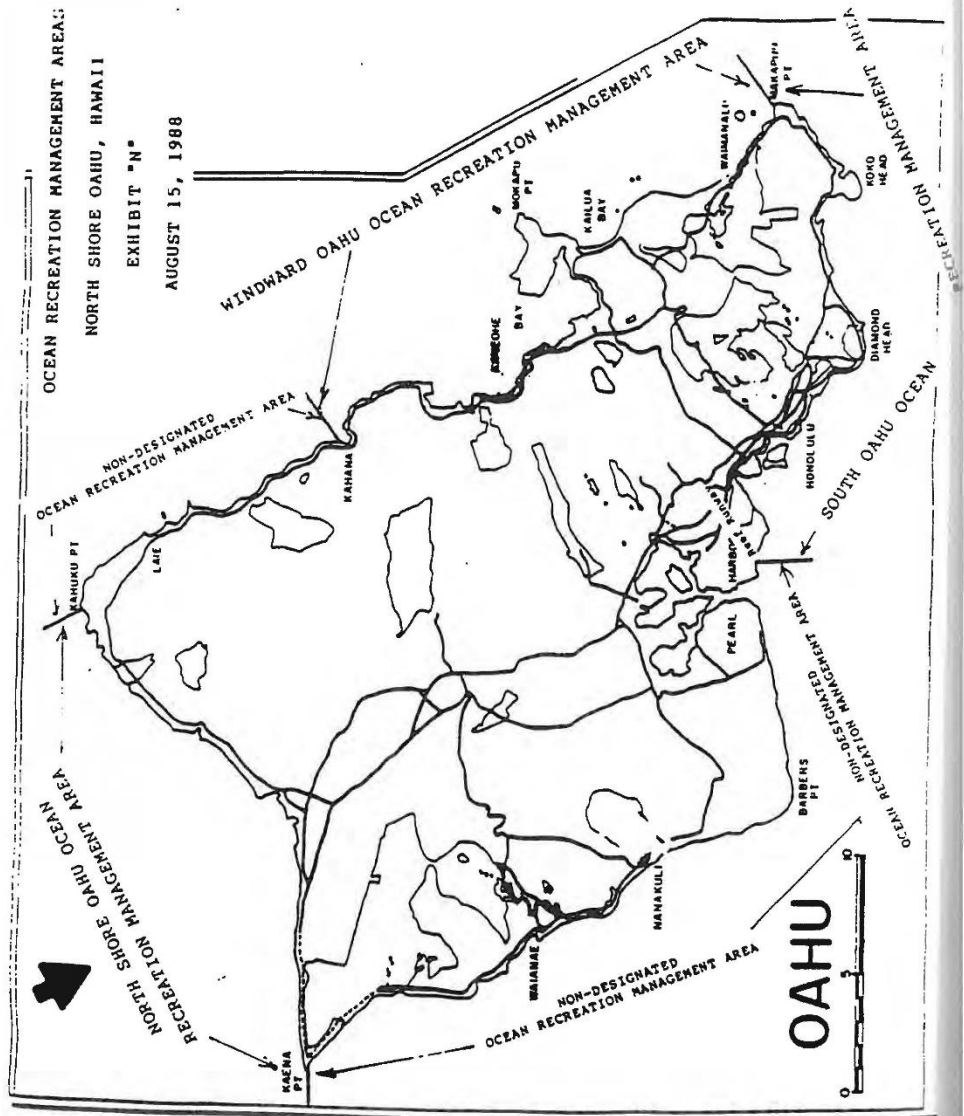 OCEAN RECREATION MANAGEMENT AREAS
NORTH SHORE OAHU, HAWAII
EXHIBIT "N"
AUGUST 15, 1988
NORTH SHORE OAHU OCEAN
RECREATION MANAGEMENT AREA
KAHUKU PT
LAIE
NON-DESIGNATED
OCEAN RECREATION MANAGEMENT AREA
KAHANA
WINDWARD OAHU OCEAN RECREATION MANAGEMENT AREA
BAY
MOKAPU
PT
KAILUA
BAY
WAIMANALO
MAKAPUU
PT
KOKO
HEAD
DIAMOND
HEAD
HONOLULU
SOUTH OAHU OCEAN
RECREATION MANAGEMENT AREA
RECREATION
PEARL
HARBOR
Reef Runway
NON-DESIGNATED
OCEAN RECREATION MANAGEMENT AREA
BARBERS
PT
NANAKULI
WAIANAE
NON-DESIGNATED
OCEAN RECREATION MANAGEMENT AREA
KAENA
PT
OAHU
0 5 10